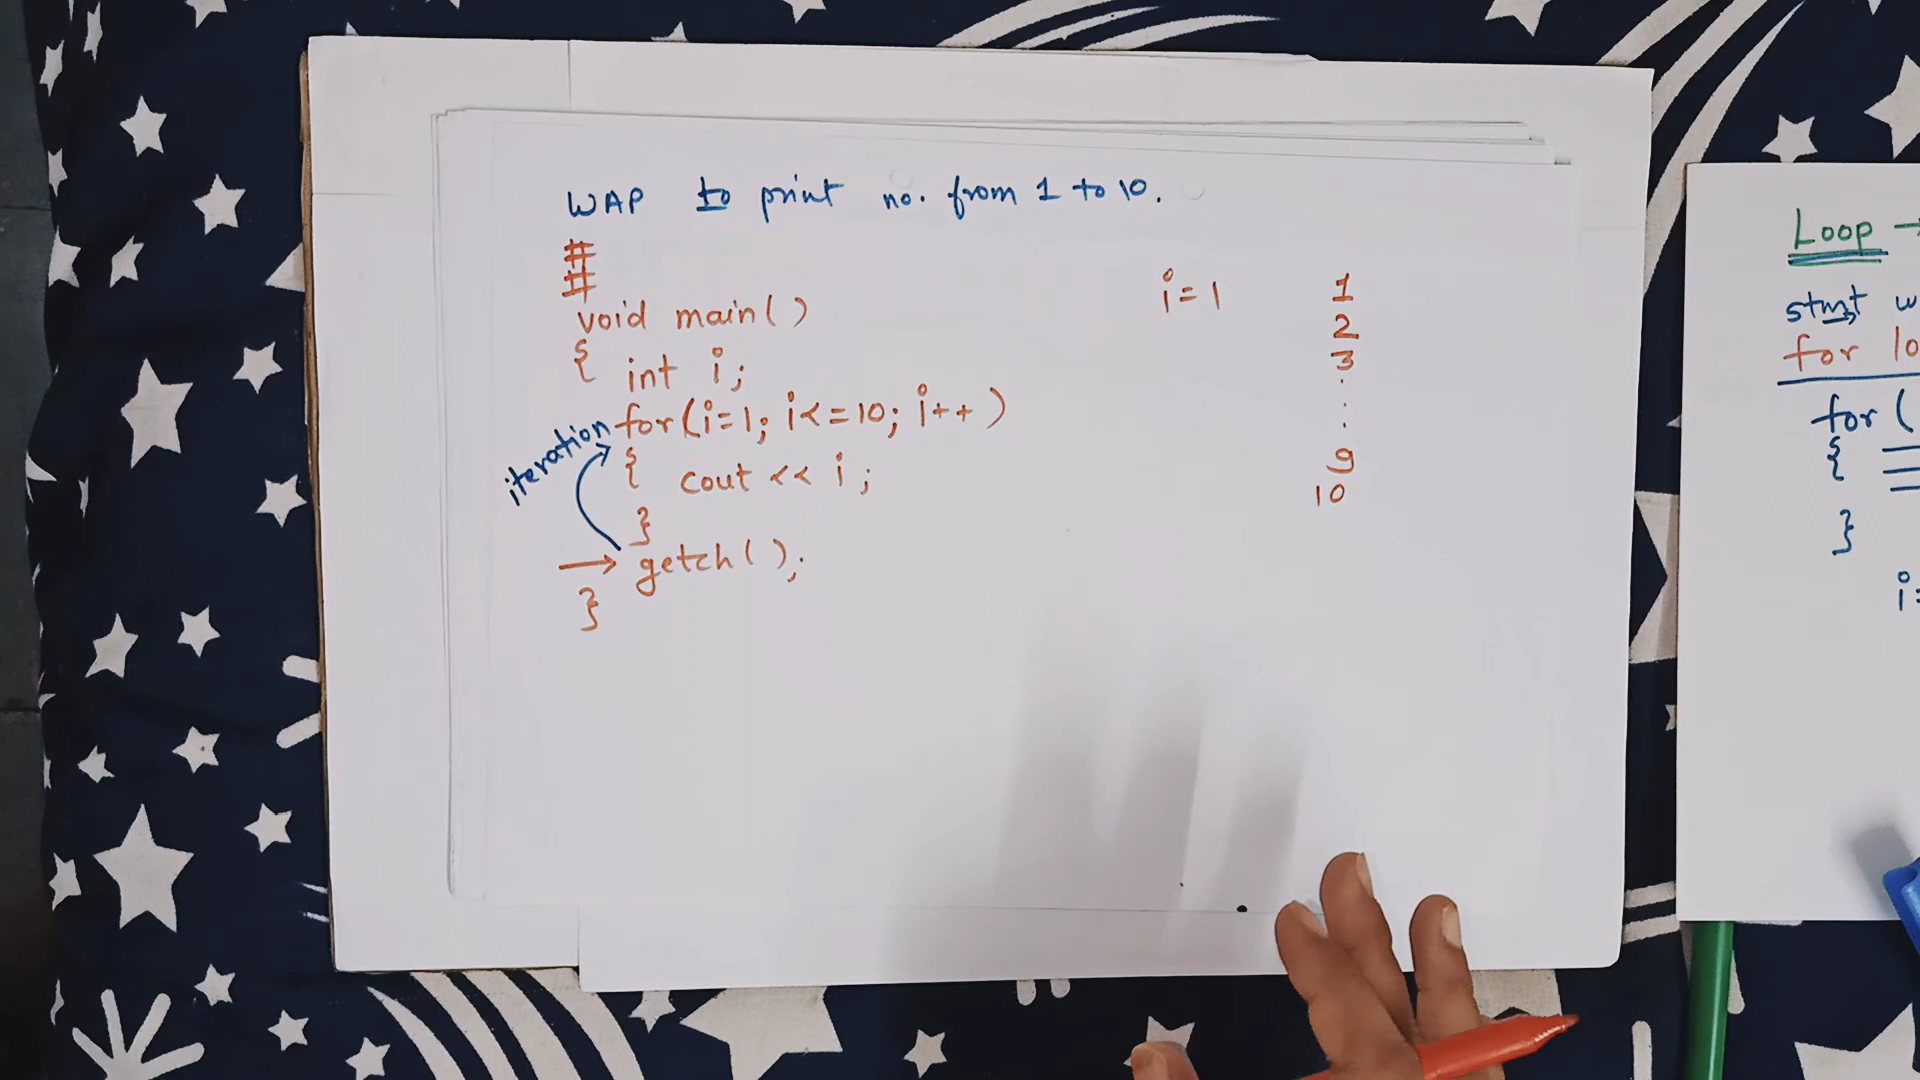 WAP to print no. from 1 to 10.
#
#
void main()
{ int i;
for(i=1; i<=10; i++)
{ cout << i ;
}
getch();
}
iteration
i=1
1
2
3
.
.
.
9
10
Loop →
stmt
for
for (
{
}
i=